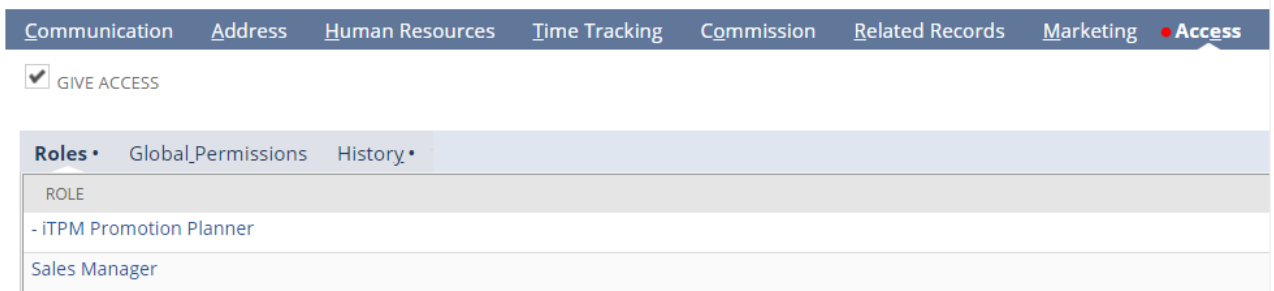 Communication Address Human Resources Time Tracking Commission Related Records Marketing • Access
GIVE ACCESS
Roles • Global Permissions History •
ROLE
- iTPM Promotion Planner
Sales Manager